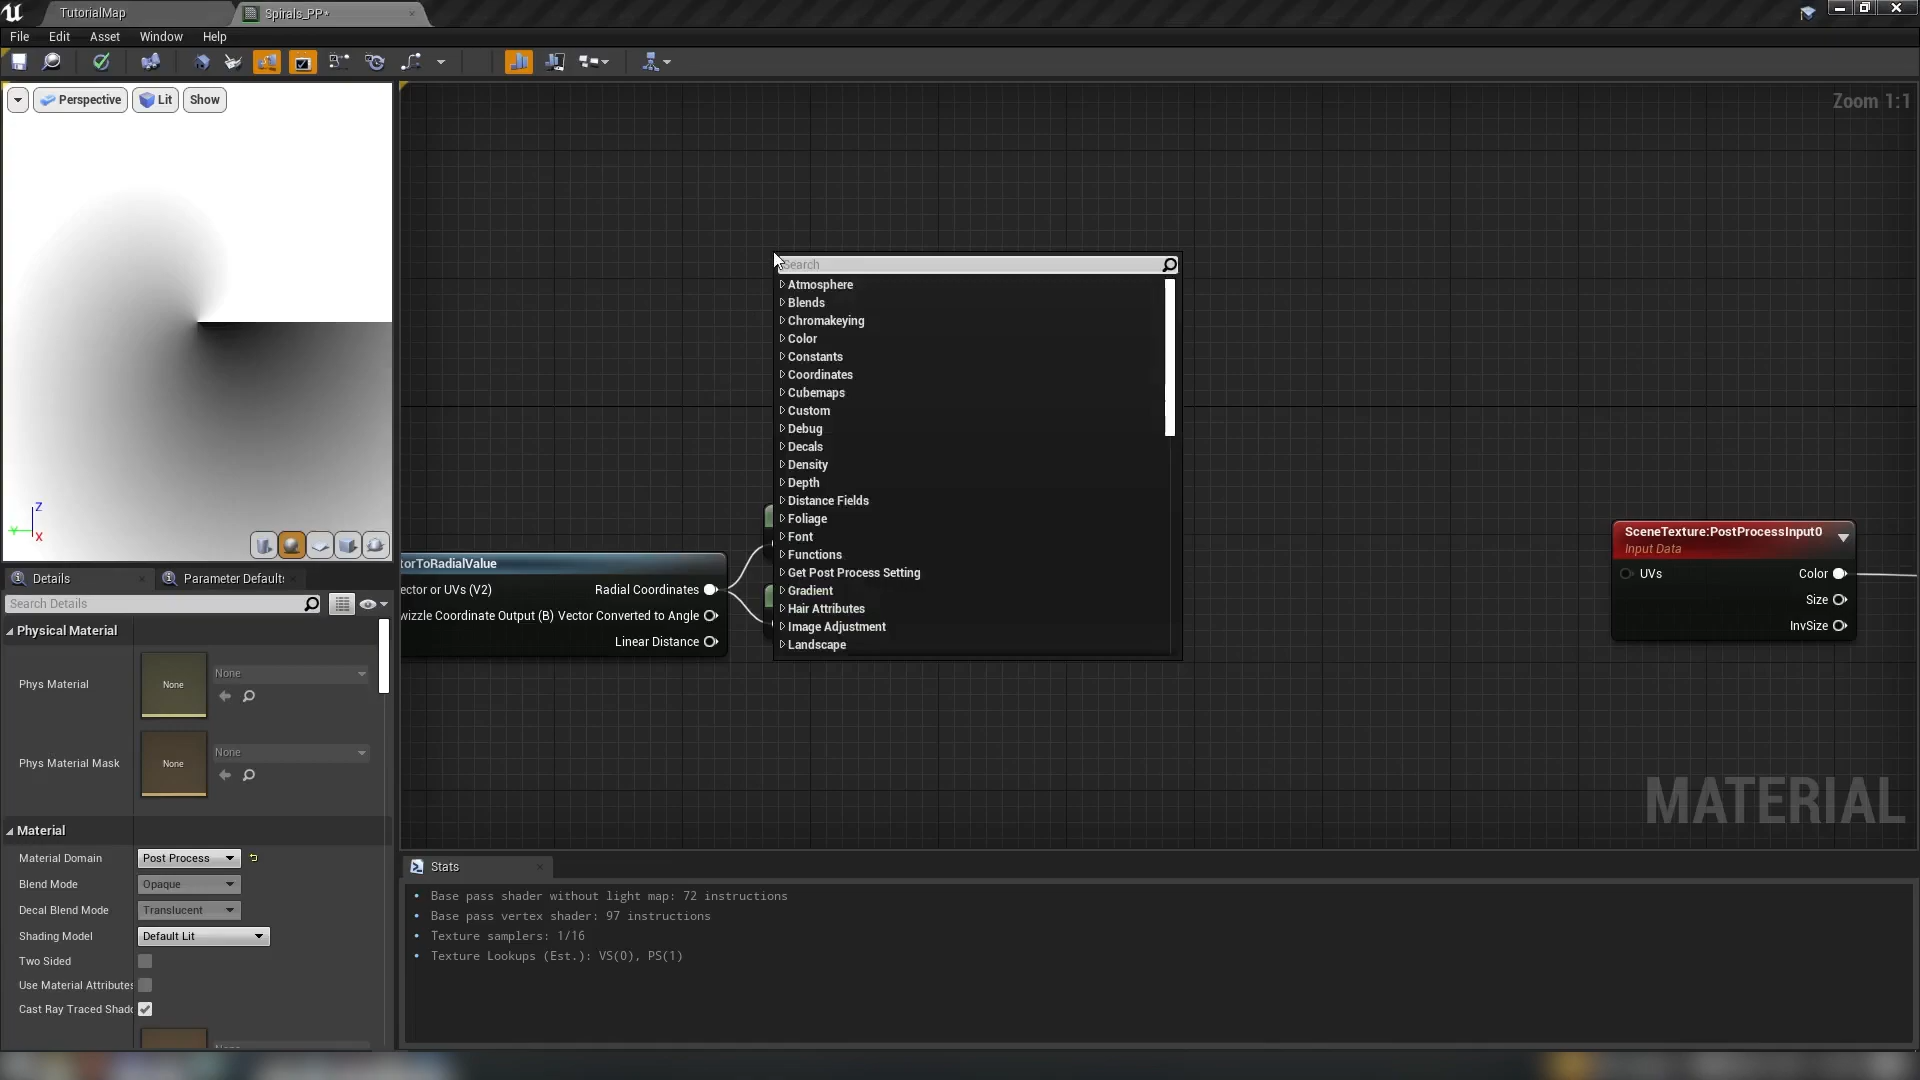 TutorialMap
Spirals_PP*
File Edit Asset Window Help
Perspective Lit Show
Zoom 1:1
Search
Atmosphere
Blends
Chromakeying
Color
Constants
Coordinates
Cubemaps
Custom
Debug
Decals
Density
Depth
Distance Fields
Foliage
Font
Functions
Get Post Process Setting
Gradient
Hair Attributes
Image Adjustment
Landscape
torToRadialValue
ector or UVs (V2) Radial Coordinates
wizzle Coordinate Output (B) Vector Converted to Angle
Linear Distance
SceneTexture:PostProcessInput0
Input Data
UVs Color
Size
InvSize
MATERIAL
Z
Y
X
Details
Parameter Defaults
Search Details
Physical Material
Phys Material None None
Phys Material Mask None None
Material
Material Domain Post Process
Blend Mode Opaque
Decal Blend Mode Translucent
Shading Model Default Lit
Two Sided
Use Material Attributes
Cast Ray Traced Shado
Stats
Base pass shader without light map: 72 instructions
Base pass vertex shader: 97 instructions
Texture samplers: 1/16
Texture Lookups (Est.): VS(0), PS(1)